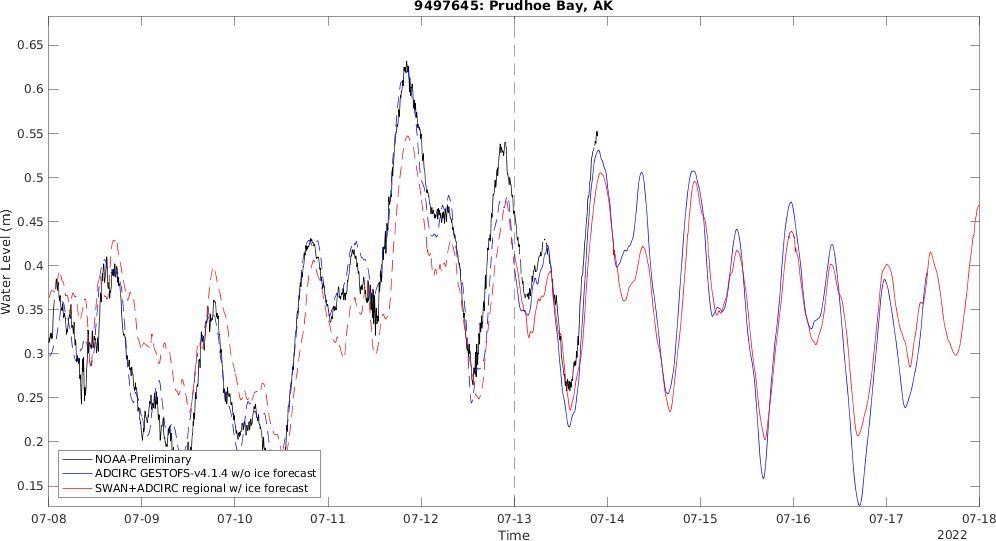 9497645: Prudhoe Bay, AK
Water Level (m)
0.65
0.6
0.55
0.5
0.45
0.4
0.35
0.3
0.25
0.2
0.15
NOAA-Preliminary
ADCIRC GESTOFS-v4.1.4 w/o ice forecast
SWAN+ADCIRC regional w/ ice forecast
07-08 07-09 07-10 07-11 07-12 07-13 07-14 07-15 07-16 07-17 07-18
Time
2022